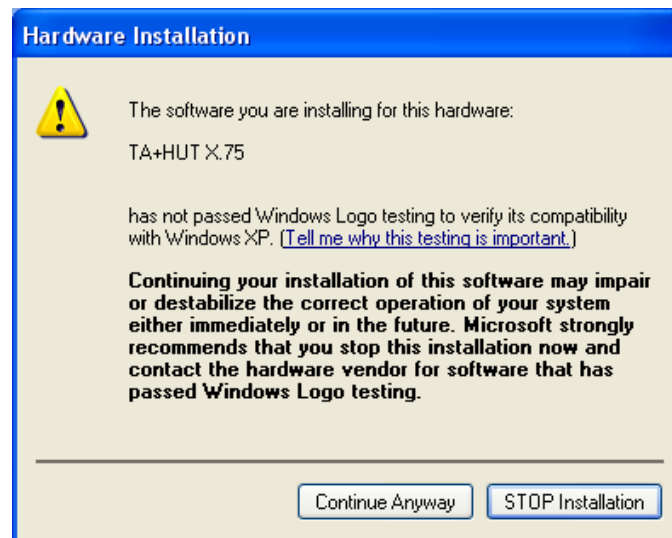 Hardware Installation
The software you are installing for this hardware:
TA+HUT X.75
has not passed Windows Logo testing to verify its compatibility
with Windows XP. (Tell me why this testing is important.)
Continuing your installation of this software may impair
or destabilize the correct operation of your system
either immediately or in the future. Microsoft strongly
recommends that you stop this installation now and
contact the hardware vendor for software that has
passed Windows Logo testing.
Continue Anyway
STOP Installation